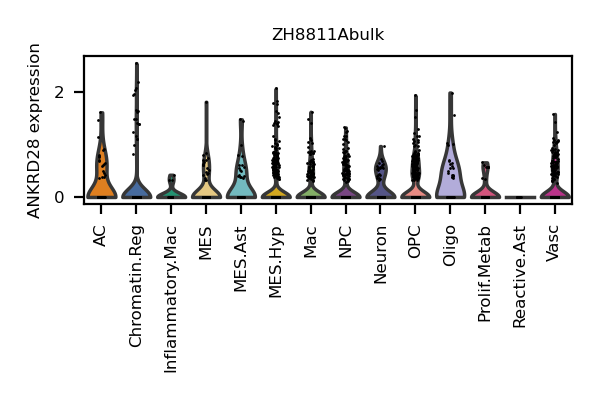 ZH8811Abulk
ANKRD28 expression
2
0
AC
Chromatin.Reg
Inflammatory.Mac
MES
MES.Ast
MES.Hyp
Mac
NPC
Neuron
OPC
Oligo
Prolif.Metab
Reactive.Ast
Vasc